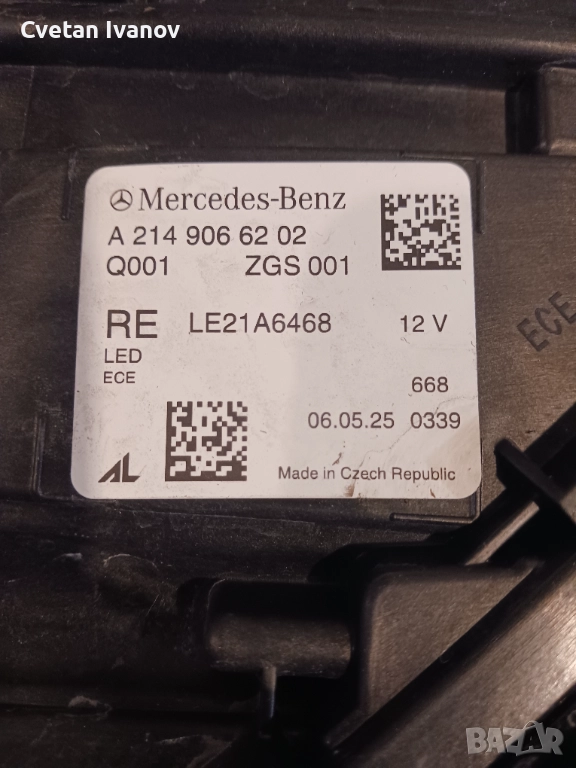 Cvetan Ivanov
Mercedes-Benz
A 214 906 62 02
Q001 ZGS 001
RE LE21A6468 12 V
LED
ECE
668
06.05.25 0339
AL Made in Czech Republic
ECE
BAZAR